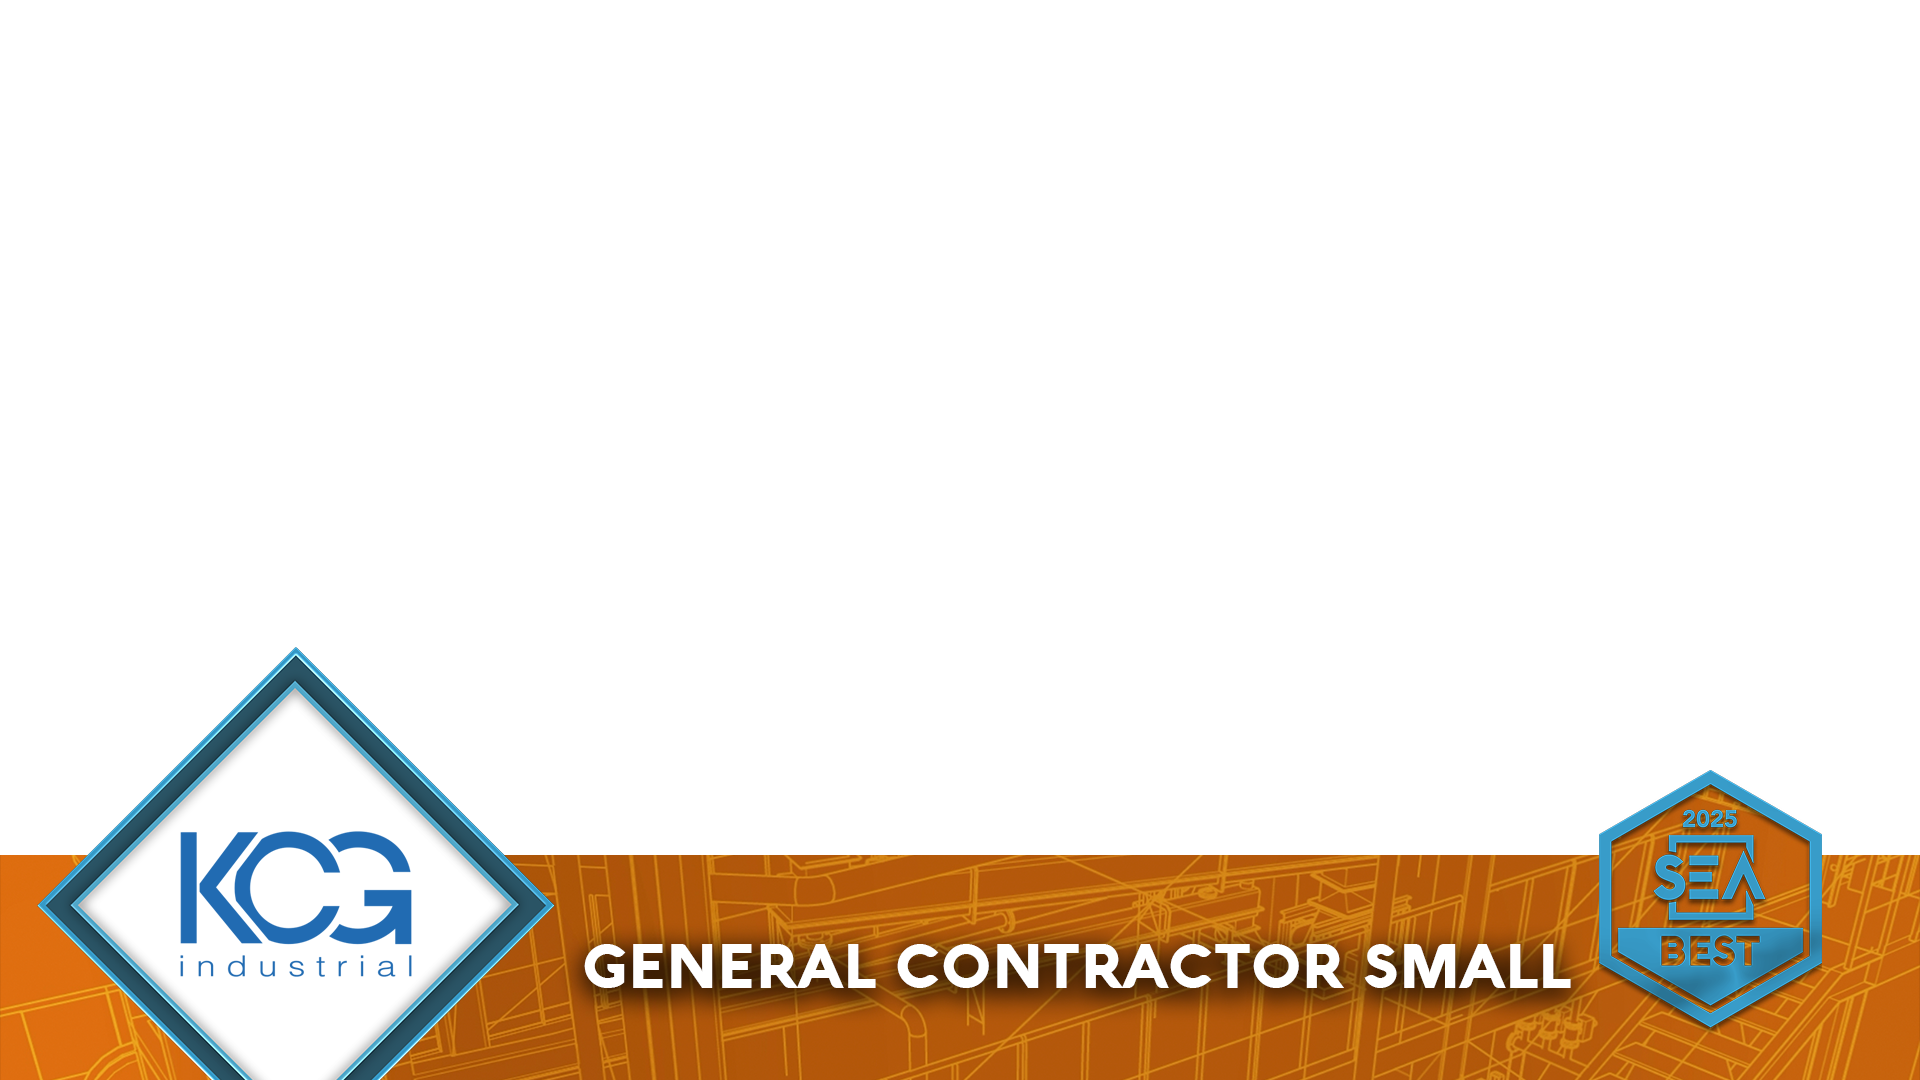 KCG
industrial
GENERAL CONTRACTOR SMALL
2025
SEA
BEST